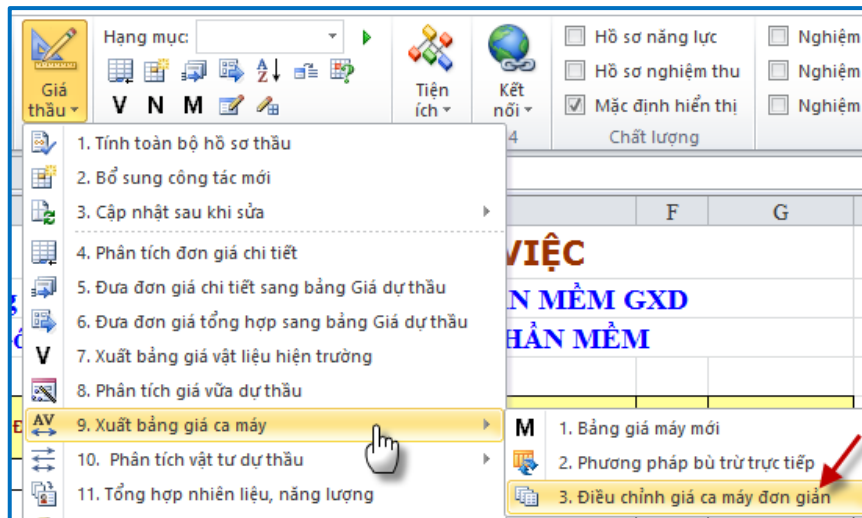 Hạng mục:
Hồ sơ năng lực
Nghiệm
Hồ sơ nghiệm thu
Nghiệm
Mặc định hiển thị
Nghiệm
Giá
thầu
V N M
Tiện
ích
Kết
nối
4
Chất lượng
1. Tính toàn bộ hồ sơ thầu
2. Bổ sung công tác mới
3. Cập nhật sau khi sửa
4. Phân tích đơn giá chi tiết
5. Đưa đơn giá chi tiết sang bảng Giá dự thầu
6. Đưa đơn giá tổng hợp sang bảng Giá dự thầu
V 7. Xuất bảng giá vật liệu hiện trường
8. Phân tích giá vữa dự thầu
AV 9. Xuất bảng giá ca máy
10. Phân tích vật tư dự thầu
11. Tổng hợp nhiên liệu, năng lượng
F G
VIỆC
N MỀM GXD
HẦN MỀM
M 1. Bảng giá máy mới
2. Phương pháp bù trừ trực tiếp
3. Điều chỉnh giá ca máy đơn giản